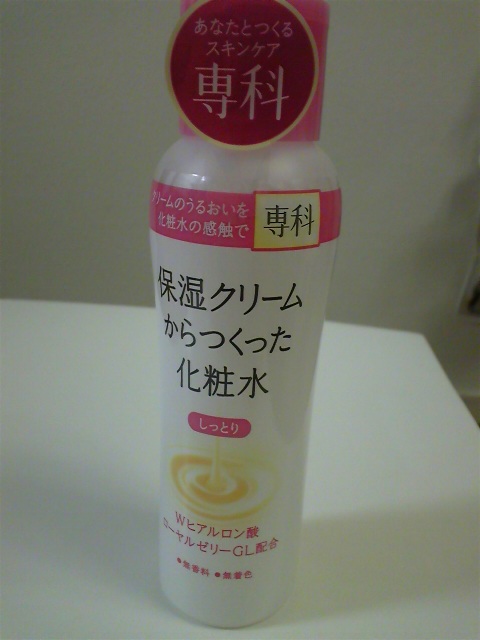 あなたとつくる
スキンケア
専科
クリームのうるおいを
化粧水の感触で
専科
保湿クリーム
からつくった
化粧水
しっとり
Wヒアルロン酸
ローヤルゼリーGL配合
●無香料 ●無着色